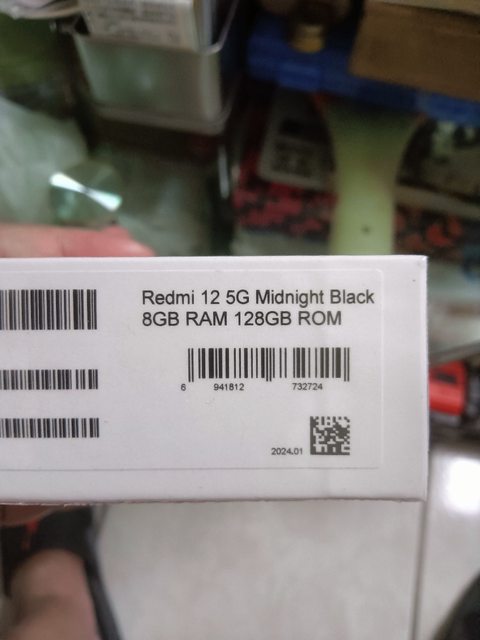 Redmi 12 5G Midnight Black
8GB RAM 128GB ROM
6 941812 732724
2024.01